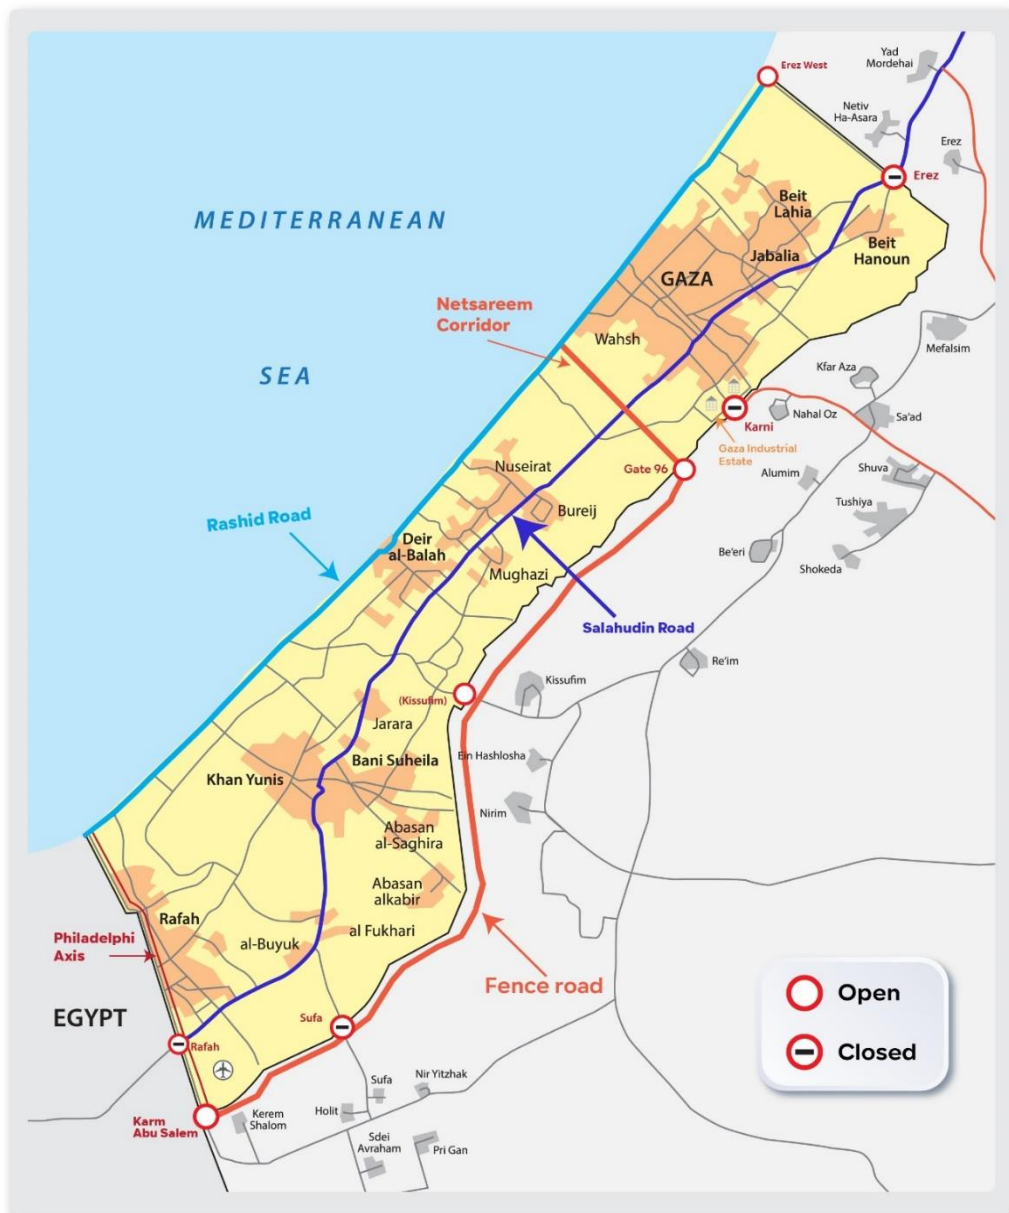 Erez West
Yad
Mordehai
Netiv
Ha-Asara
Erez
Erez
MEDITERRANEAN
SEA
Beit
Lahia
Jabalia
Beit
Hanoun
GAZA
Netsareem
Corridor
Wahsh
Mefalsim
Kfar Aza
Nahal Oz
Sa'ad
Karni
Gaza Industrial
Estate
Gate 96
Alumim
Shuva
Tushiya
Be'eri
Shokeda
Nuseirat
Bureij
Rashid Road
Deir
al-Balah
Mughazi
Salahudin Road
Re'im
Kissufim
(Kissufim)
Jarara
Bani Suheila
Khan Yunis
Ein Hashlosha
Nirim
Abasan
al-Saghira
Abasan
alkabir
Rafah
al Fukhari
al-Buyuk
Philadelphi
Axis
Fence road
EGYPT
Sufa
Rafah
Open
Closed
Karm
Abu Salem
Kerem
Shalom
Sufa
Nir Yitzhak
Holit
Sdei
Avraham
Pri Gan